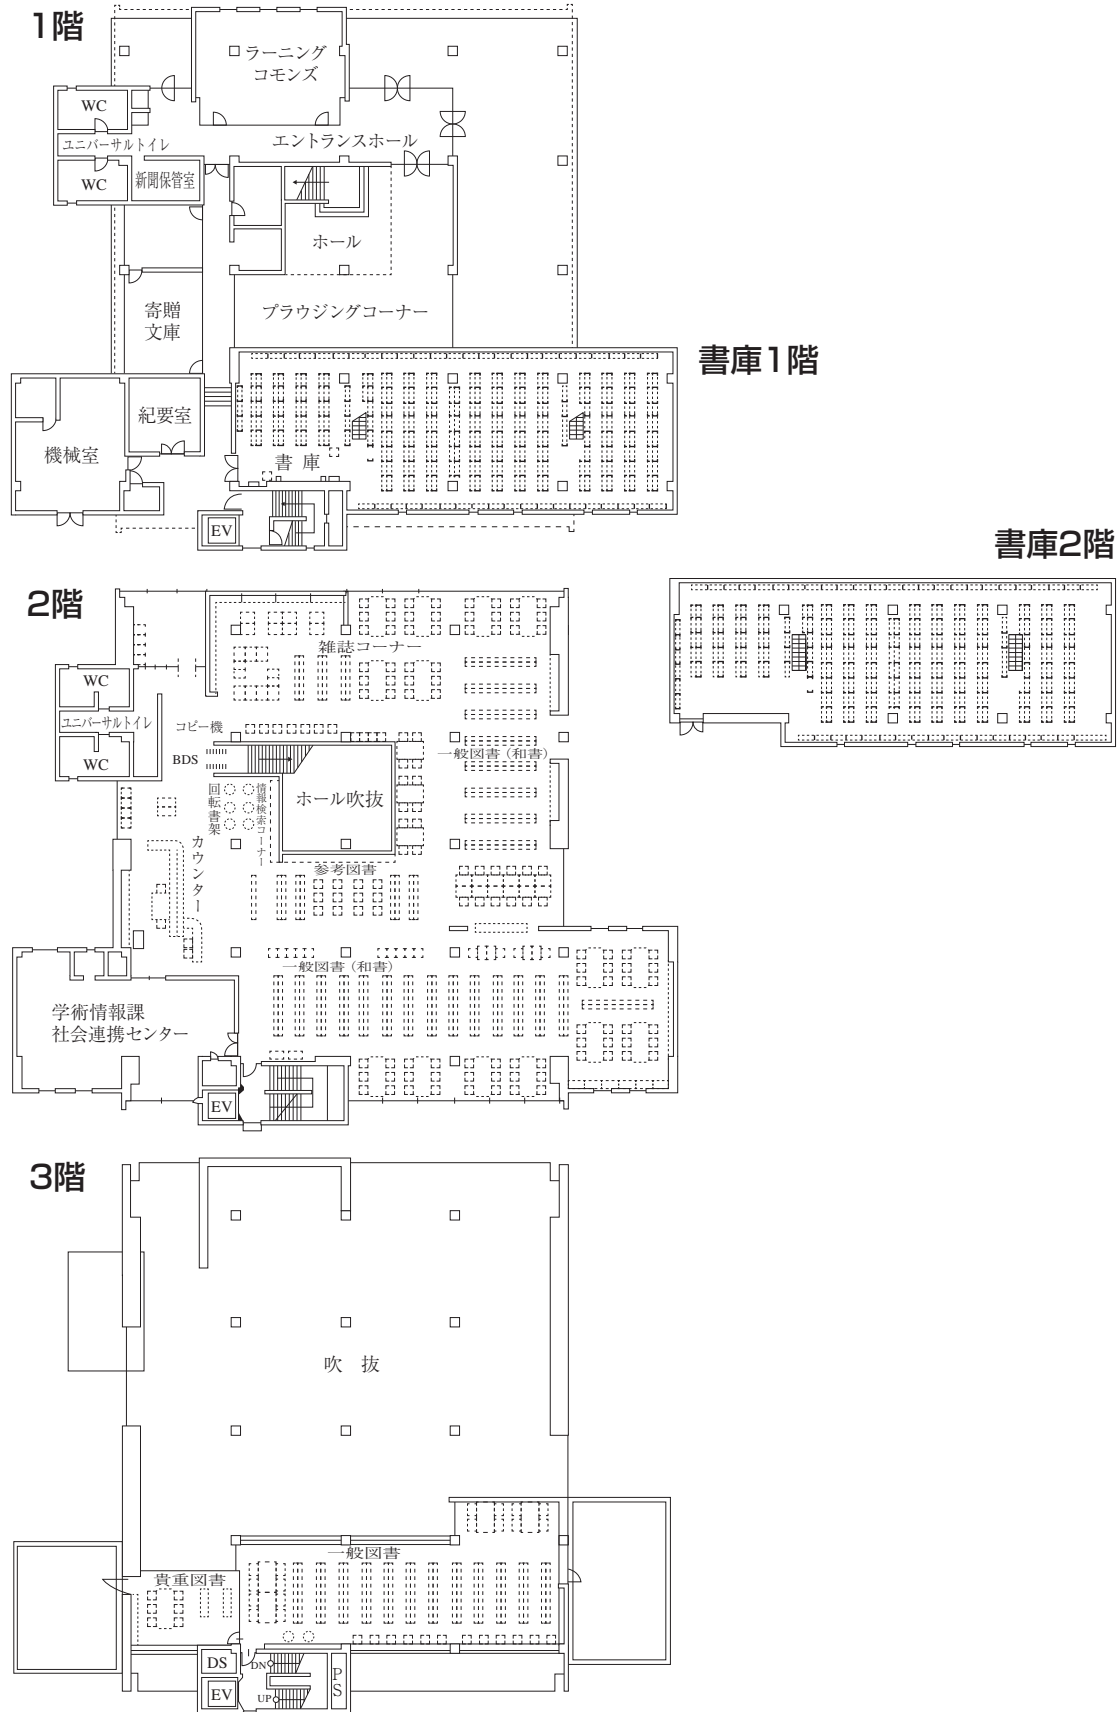 1階
ラーニング
コモンズ
WC
ユニバーサルトイレ
エントランスホール
WC
新聞保管室
ホール
寄贈
文庫
ブラウジングコーナー
書庫1階
紀要室
機械室
書 庫
EV
書庫2階
2階
雑誌コーナー
WC
ユニバーサルトイレ
コピー機
WC
BDS
一般図書（和書）
回転書架
情報検索コーナー
ホール吹抜
カウンター
参考図書
一般図書（和書）
学術情報課
社会連携センター
EV
3階
吹 抜
一般図書
貴重図書
DS
DN
PS
EV
UP